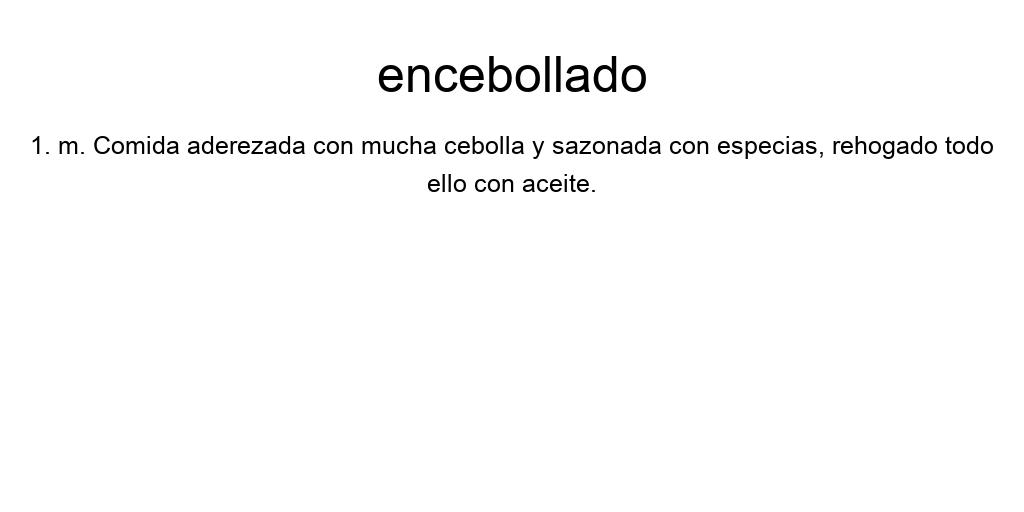 encebollado
1. m. Comida aderezada con mucha cebolla y sazonada con especias, rehogado todo
ello con aceite.